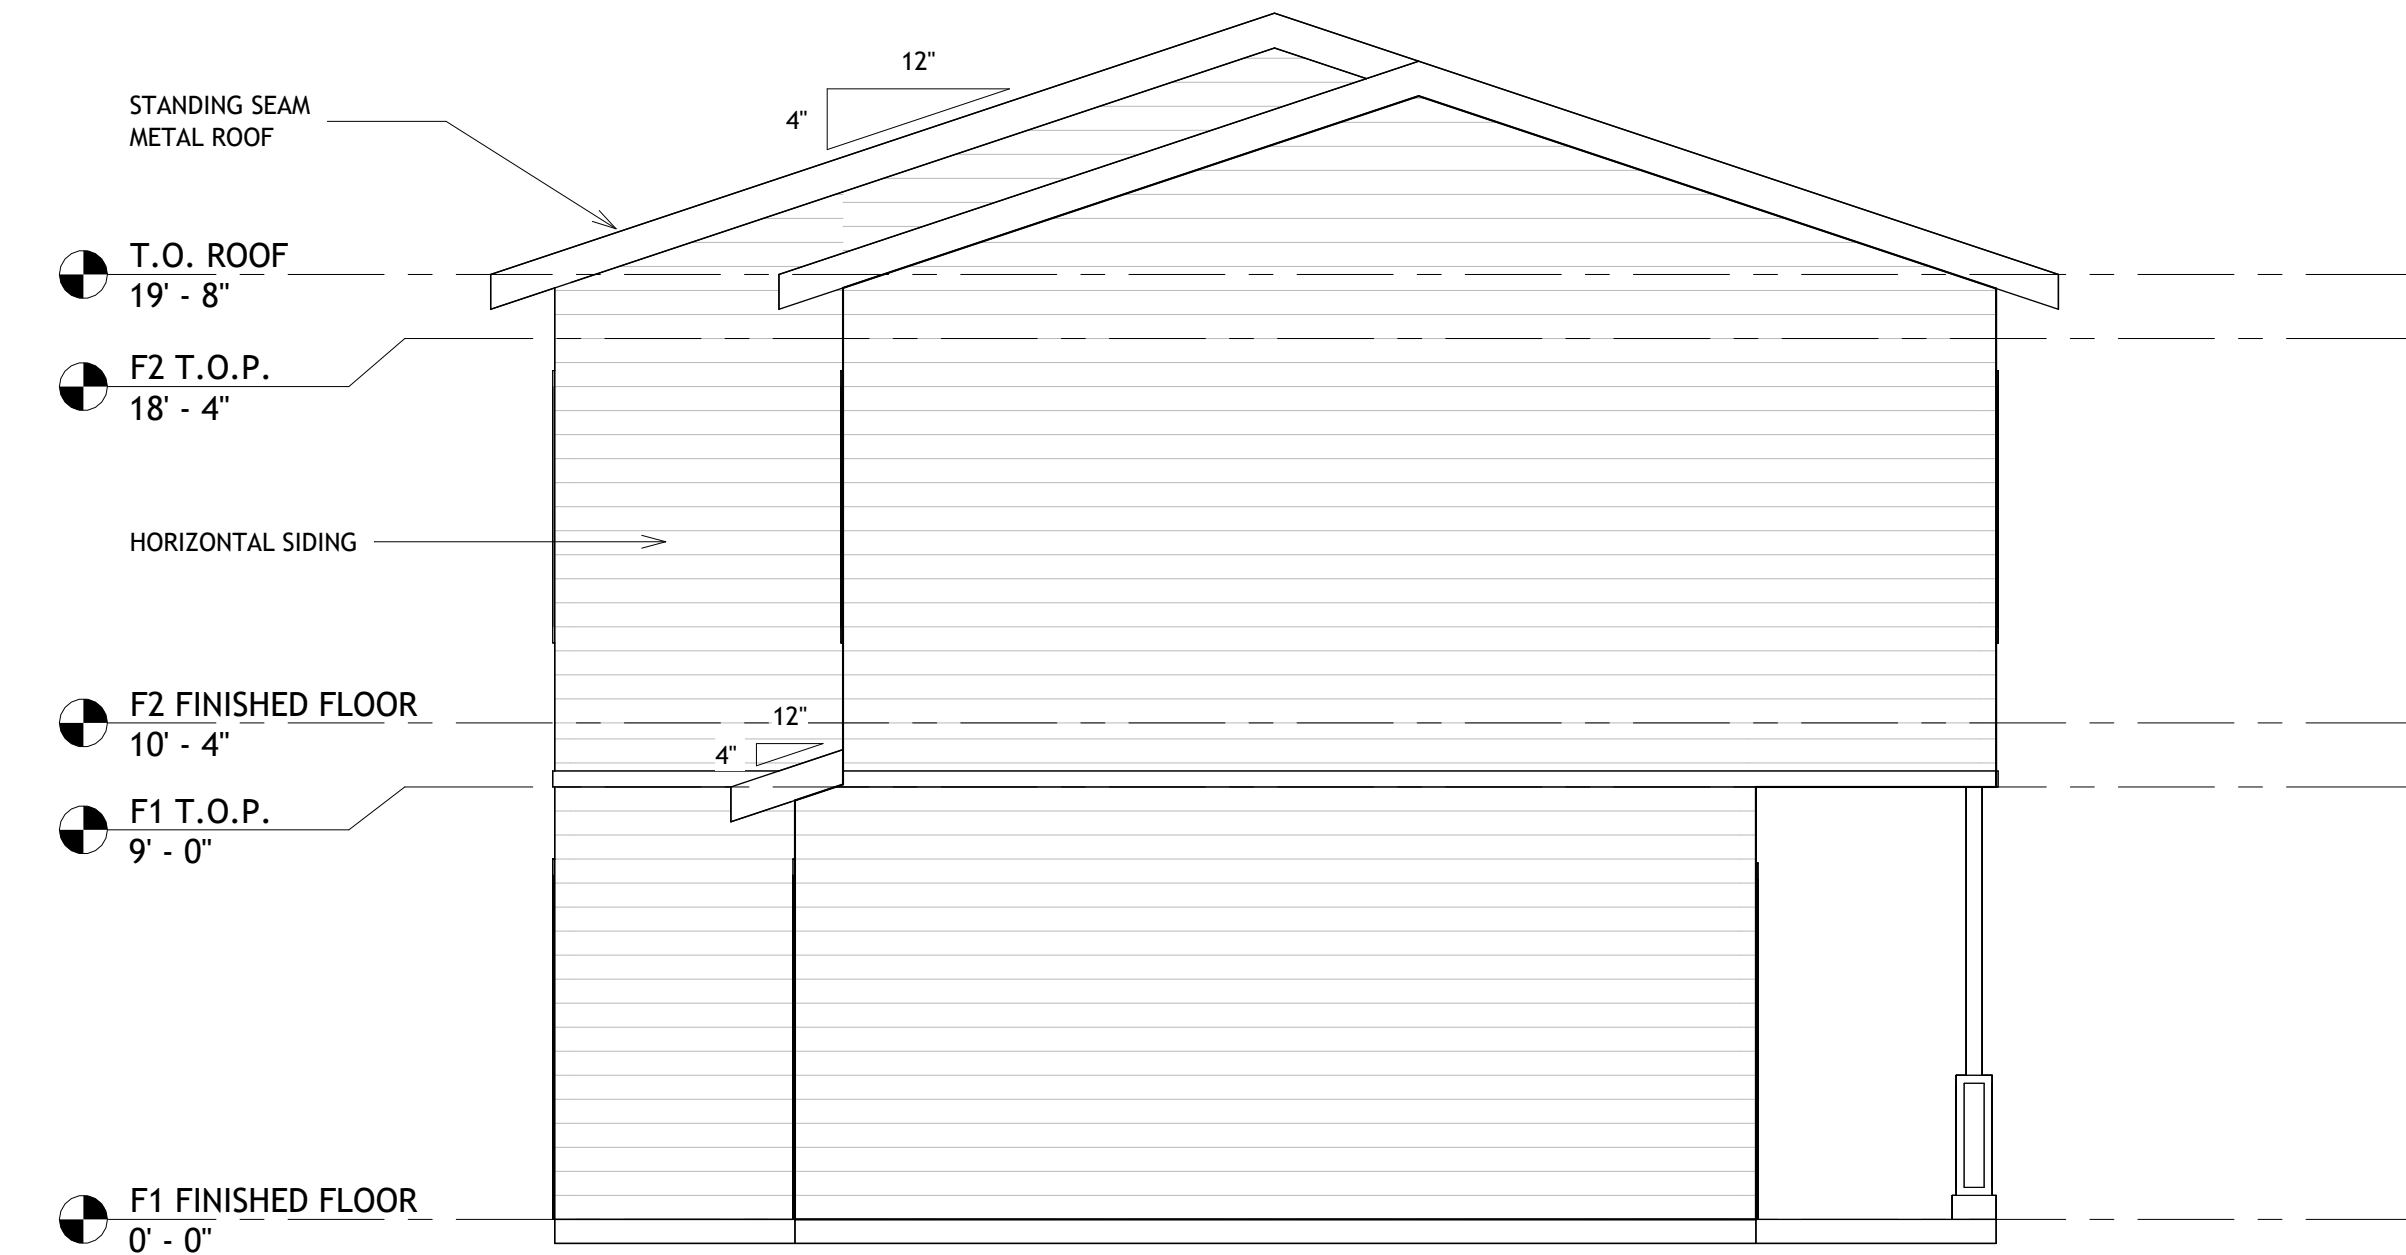 12"
4"
STANDING SEAM
METAL ROOF
T.O. ROOF
19' - 8"
F2 T.O.P.
18' - 4"
HORIZONTAL SIDING
F2 FINISHED FLOOR
10' - 4"
12"
4"
F1 T.O.P.
9' - 0"
F1 FINISHED FLOOR
0' - 0"